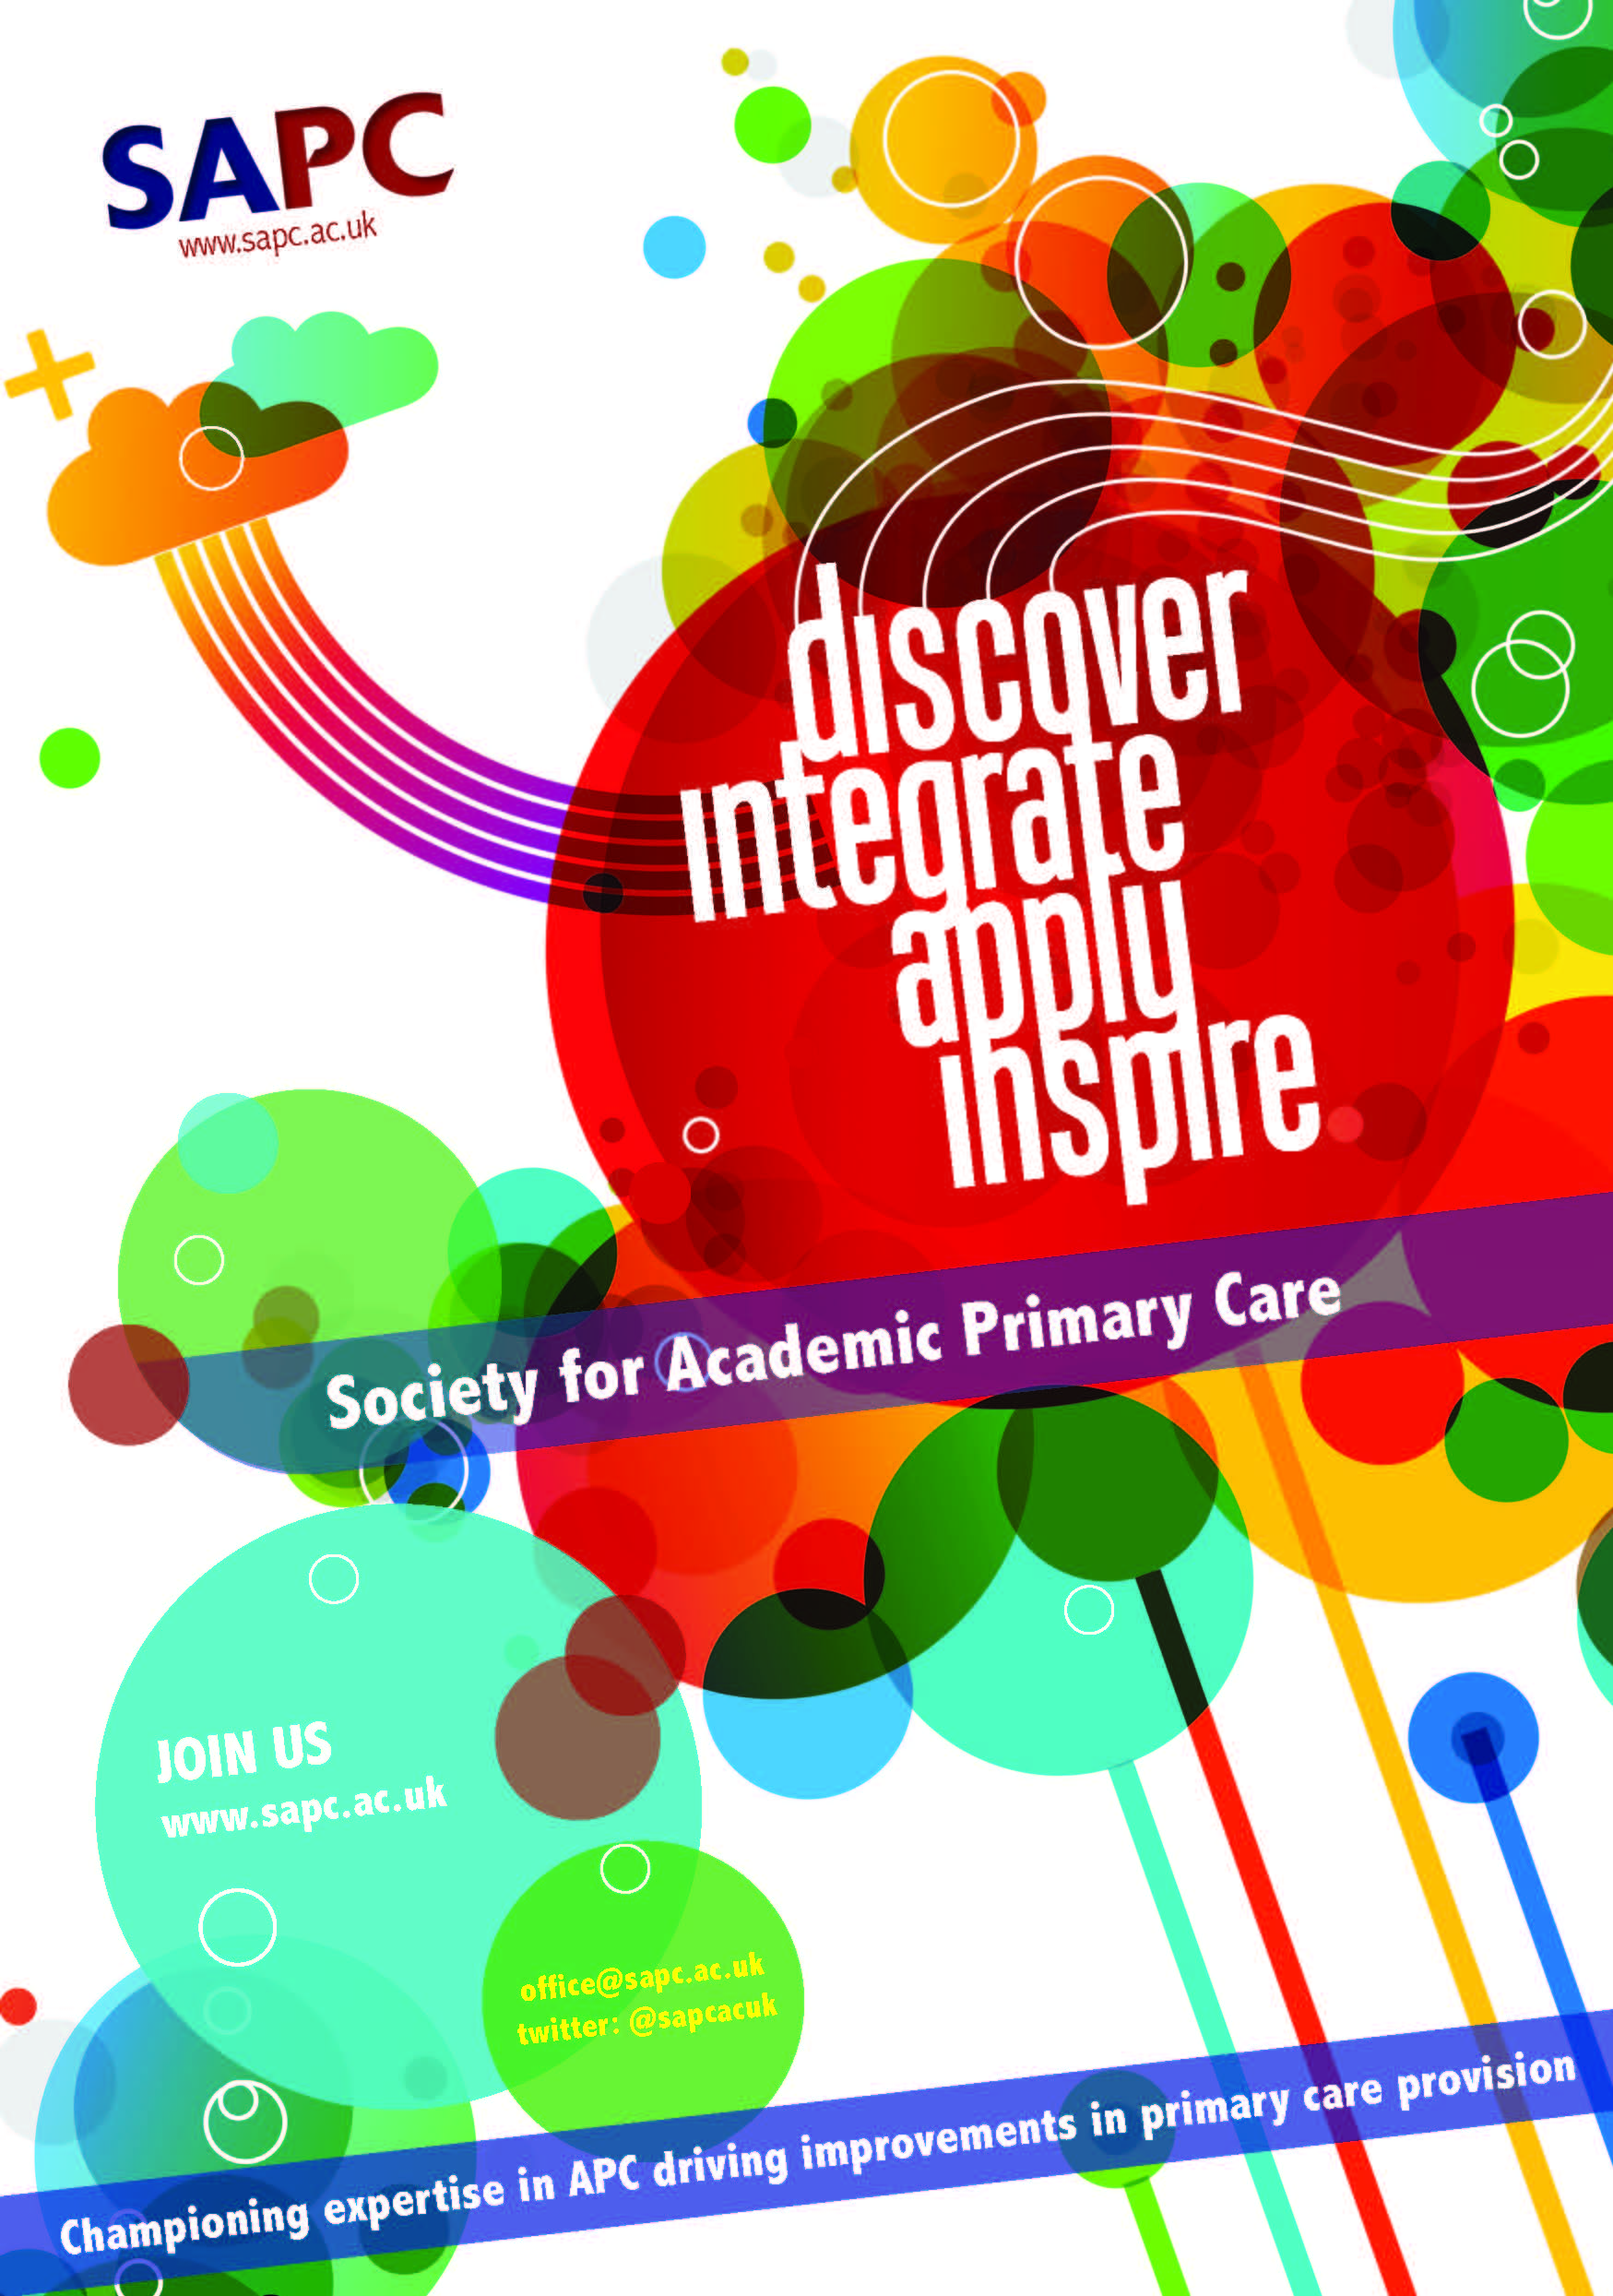 SAPC
www.sapc.ac.uk
discover
integrate
apply
inspire
Society for Academic Primary Care
JOIN US
www.sapc.ac.uk
office@sapc.ac.uk
twitter: @sapcacuk
Championing expertise in APC driving improvements in primary care provision